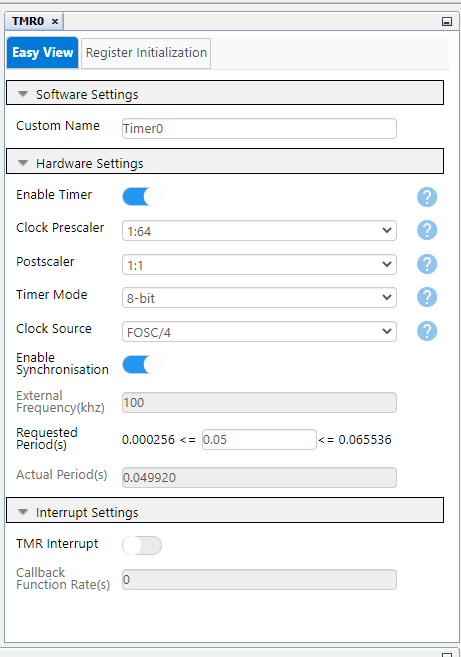 TMR0 ×
Easy View Register Initialization
Software Settings
Custom Name Timer0
Hardware Settings
Enable Timer ?
Clock Prescaler 1:64 ?
Postscaler 1:1 ?
Timer Mode 8-bit ?
Clock Source FOSC/4 ?
Enable
Synchronisation
External
Frequency(khz) 100
Requested
Period(s) 0.000256 <= 0.05 <= 0.065536
Actual Period(s) 0.049920
Interrupt Settings
TMR Interrupt
Callback
Function Rate(s) 0